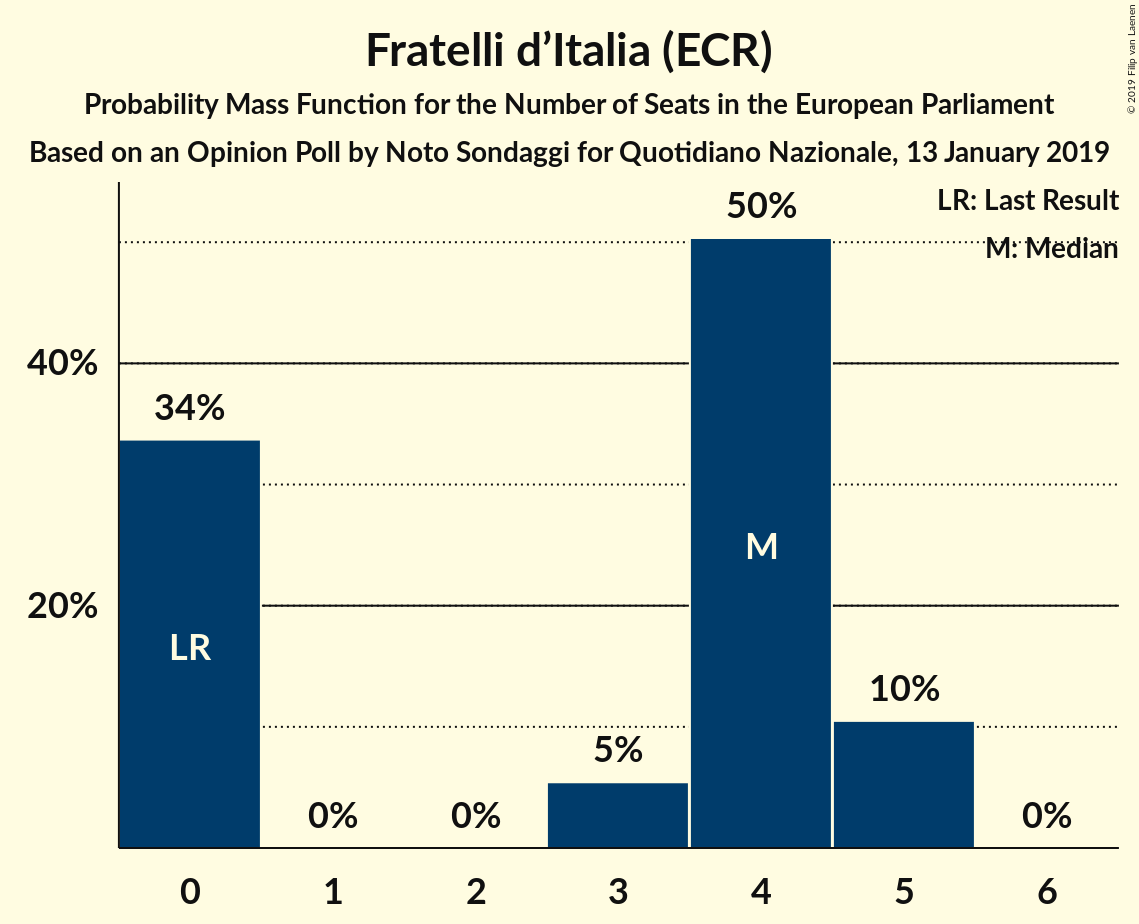 Fratelli d’Italia (ECR)
Probability Mass Function for the Number of Seats in the European Parliament
Based on an Opinion Poll by Noto Sondaggi for Quotidiano Nazionale, 13 January 2019
© 2019 Filip van Laenen
LR: Last Result
M: Median
50%
40%
34%
M
20%
LR
10%
5%
0%
0%
0%
0
1
2
3
4
5
6